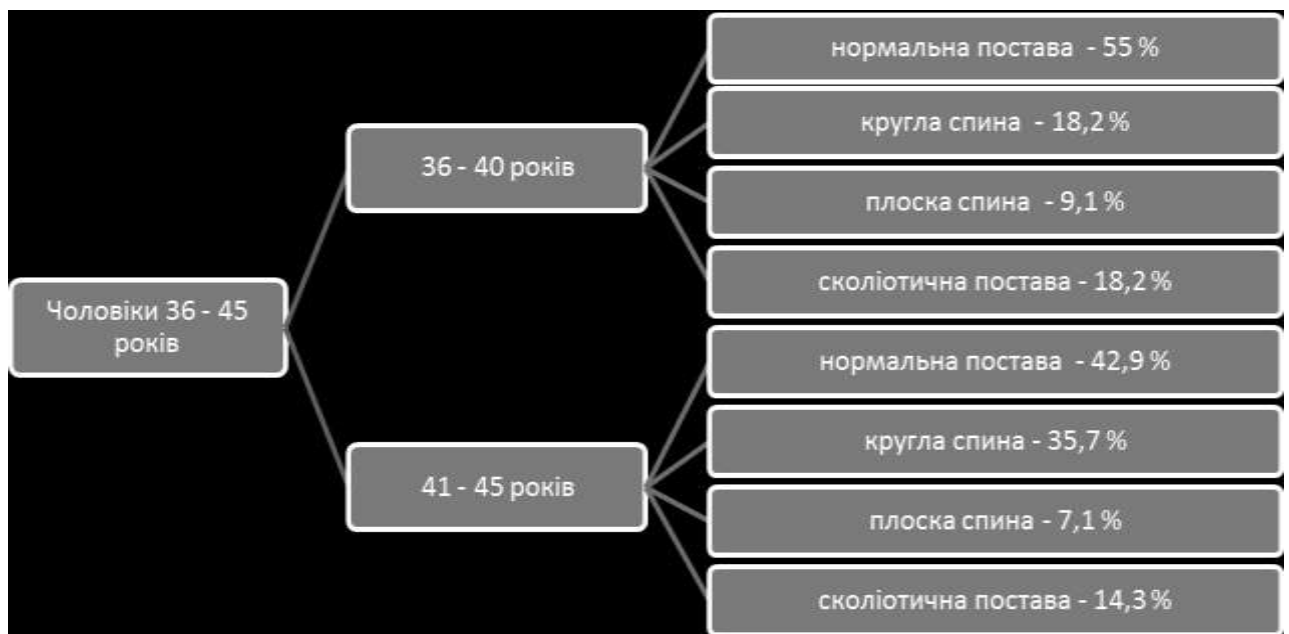 Чоловіки 36 - 45
років
36 - 40 років
нормальна постава - 55 %
кругла спина - 18,2 %
плоска спина - 9,1 %
сколіотична постава - 18,2 %
41 - 45 років
нормальна постава - 42,9 %
кругла спина - 35,7 %
плоска спина - 7,1 %
сколіотична постава - 14,3 %